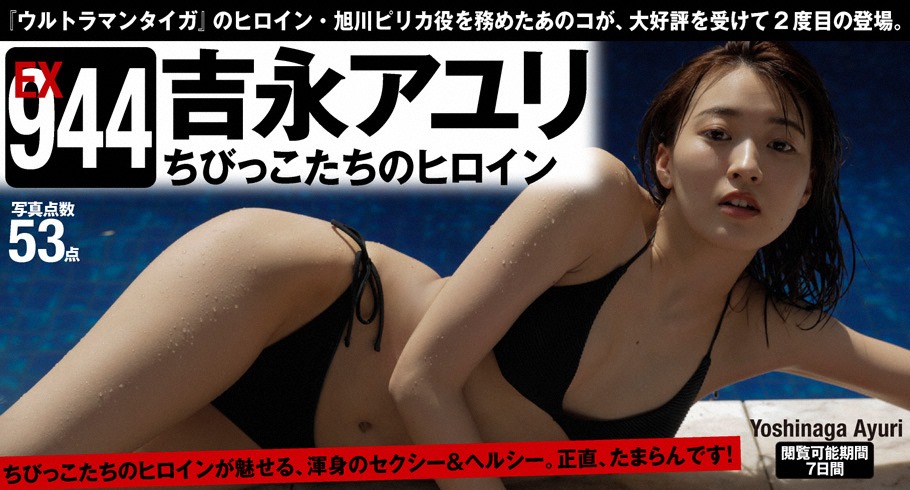 『ウルトラマンタイガ』のヒロイン・旭川ピリカ役を務めたあのコが、大好評を受けて２度目の登場。
EX
944
吉永アユリ
ちびっこたちのヒロイン
写真点数
53点
Yoshinaga Ayuri
閲覧可能期間
7日間
ちびっこたちのヒロインが魅せる、渾身のセクシー&ヘルシー。正直、たまらんです！